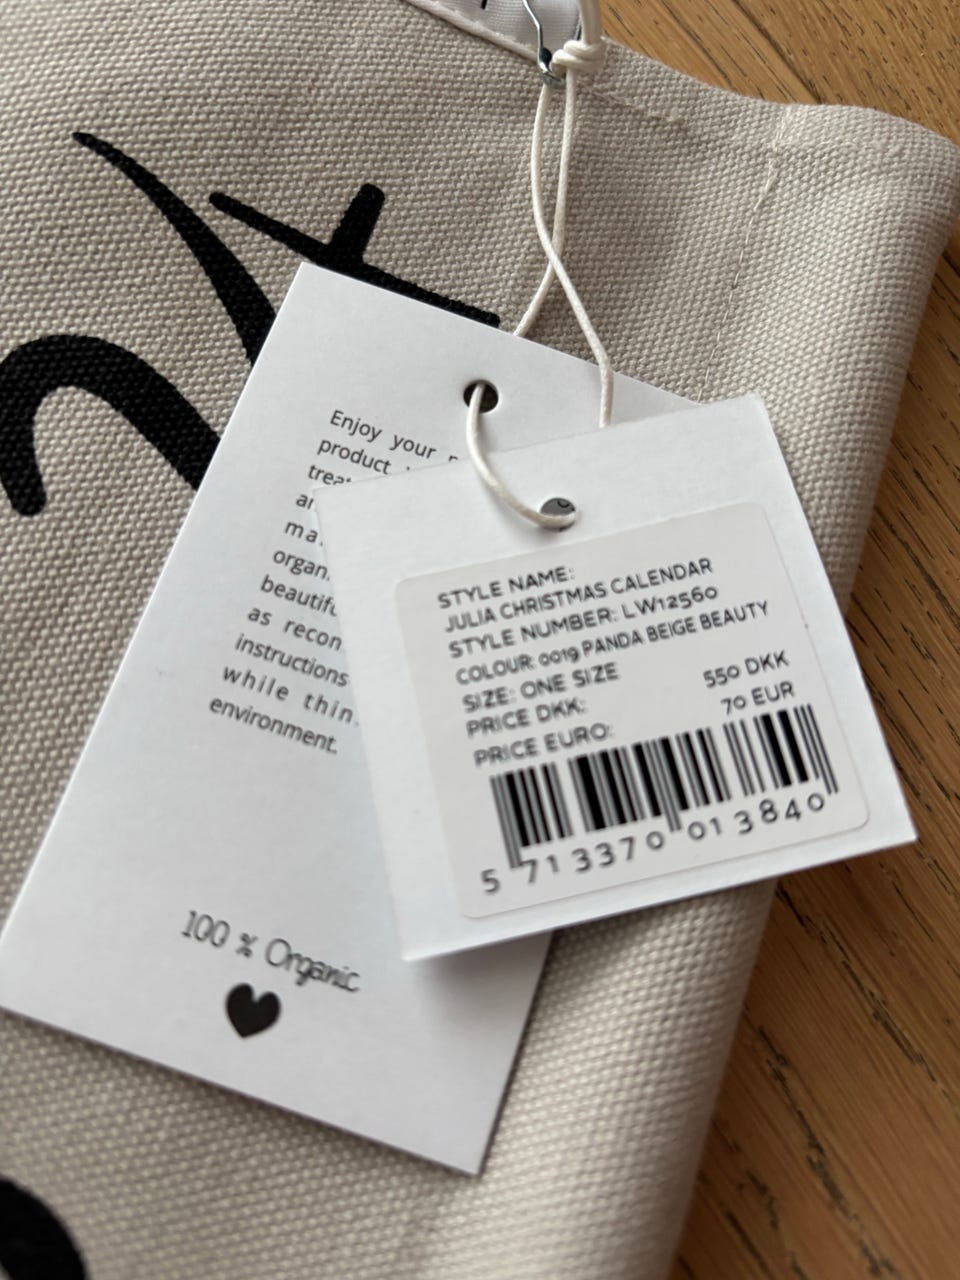 Enjoy your
product
organ
beautifu
as recon
instructions
while thin
environment.
100 % Organic
STYLE NAME:
JULIA CHRISTMAS CALENDAR
STYLE NUMBER: LW12560
COLOUR: 0019 PANDA BEIGE BEAUTY
SIZE: ONE SIZE
PRICE DKK: 550 DKK
PRICE EURO: 70 EUR
5 713370 013840